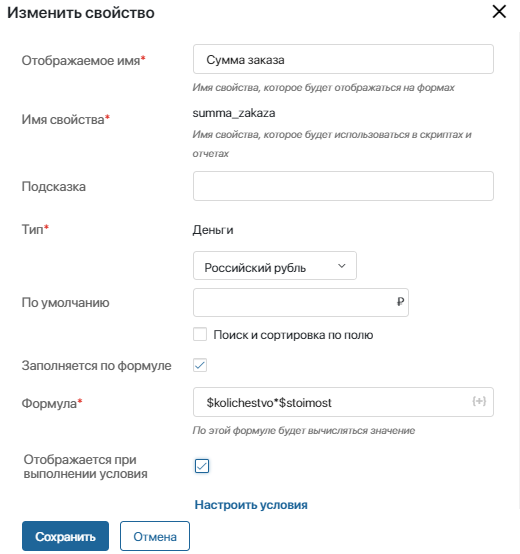 Изменить свойство
Отображаемое имя*
Сумма заказа
Имя свойства, которое будет отображаться на формах
Имя свойства*
summa_zakaza
Имя свойства, которое будет использоваться в скриптах и
отчетах
Подсказка
Тип*
Деньги
Российский рубль
По умолчанию
₽
Поиск и сортировка по полю
Заполняется по формуле
Формула*
$kolichestvo*$stoimost
{+}
По этой формуле будет вычисляться значение
Отображается при
выполнении условия
Настроить условия
Сохранить
Отмена